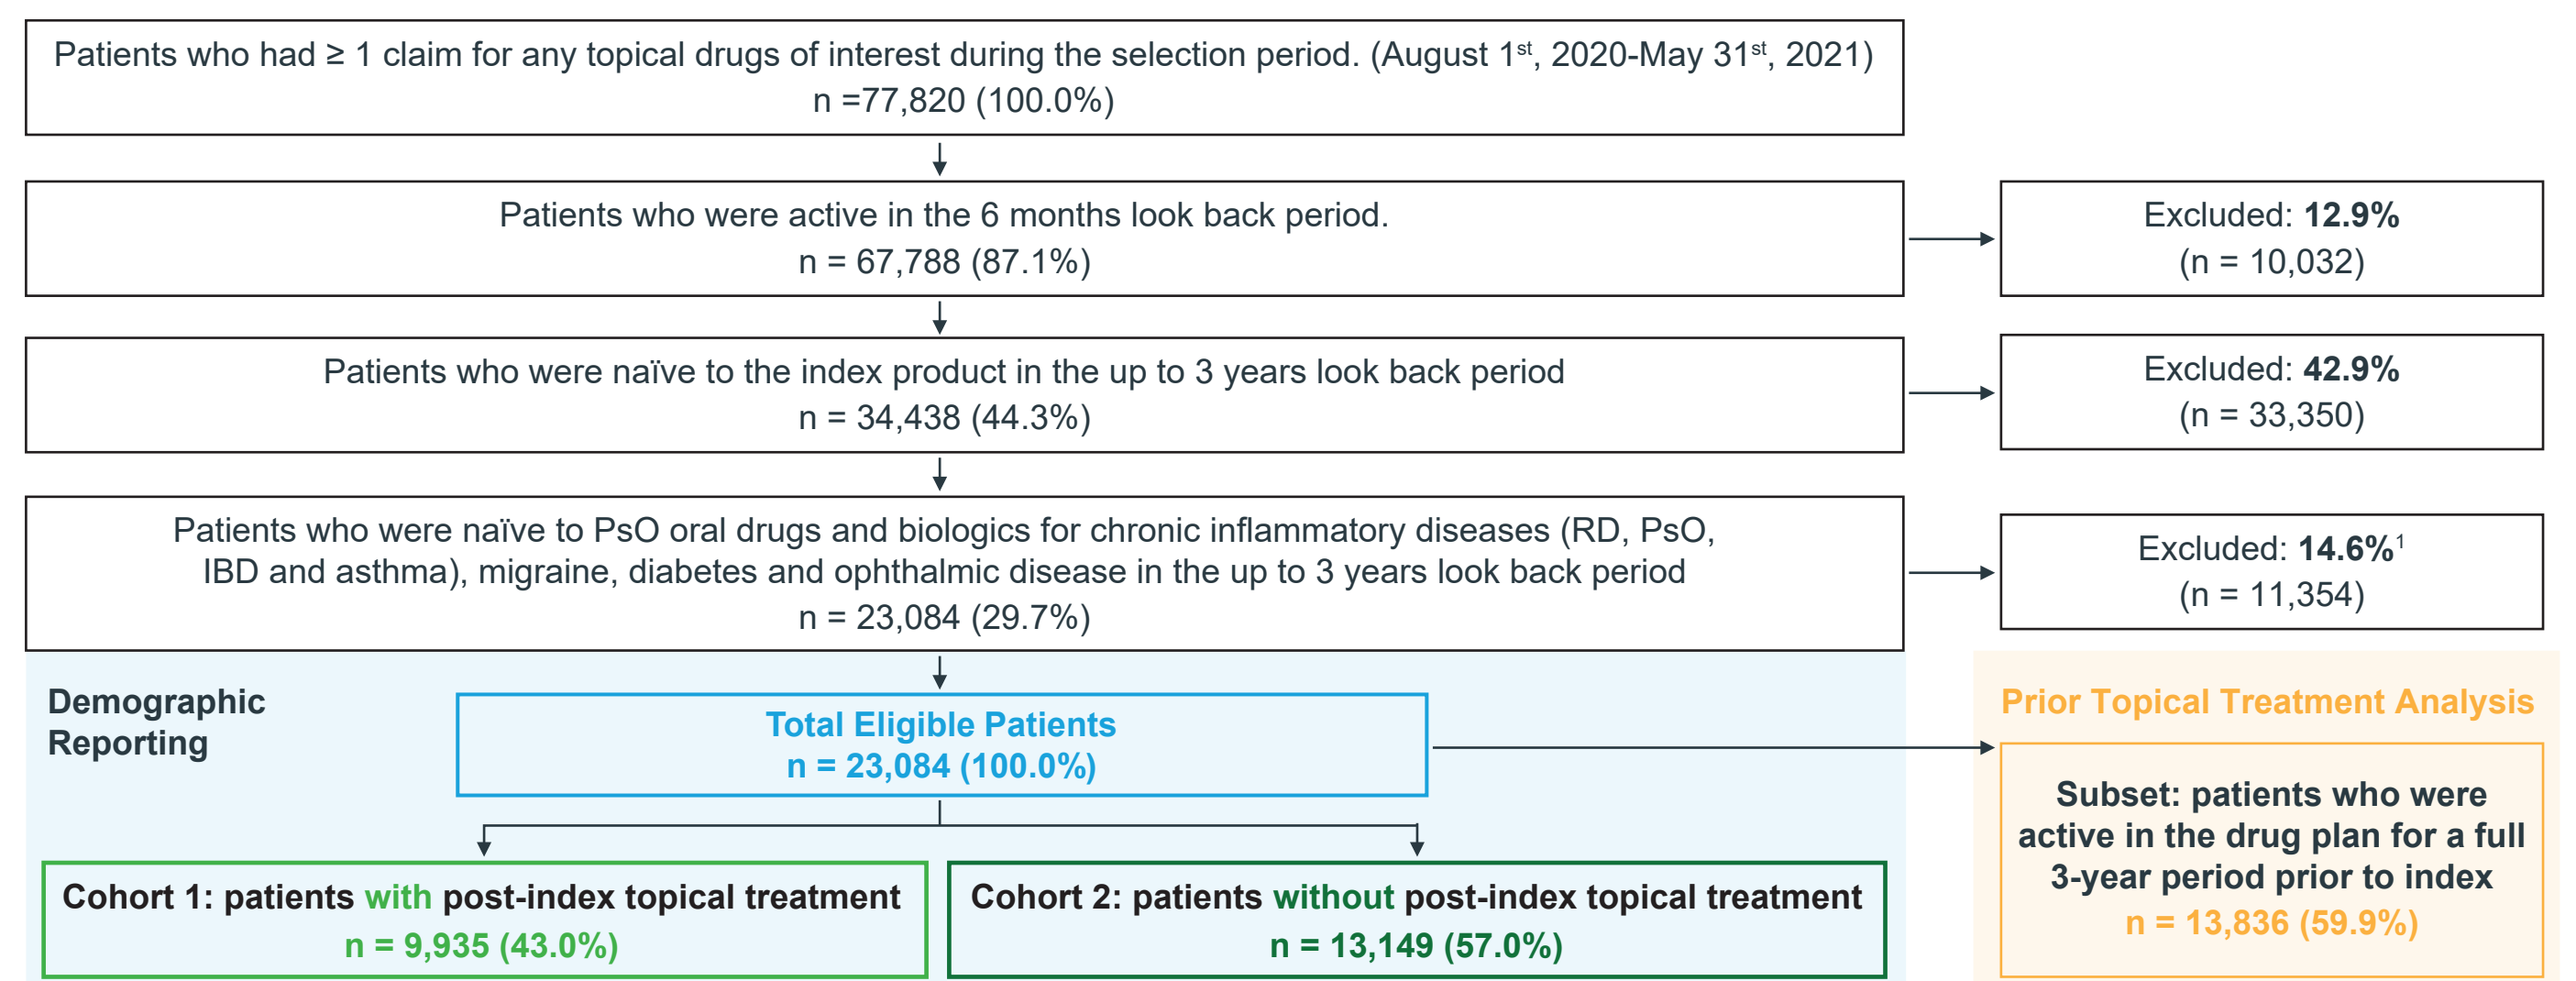 Patients who had ≥ 1 claim for any topical drugs of interest during the selection period. (August 1st, 2020-May 31st, 2021)
n =77,820 (100.0%)
Patients who were active in the 6 months look back period.
n = 67,788 (87.1%)
Excluded: 12.9%
(n = 10,032)
Patients who were naïve to the index product in the up to 3 years look back period
n = 34,438 (44.3%)
Excluded: 42.9%
(n = 33,350)
Patients who were naïve to PsO oral drugs and biologics for chronic inflammatory diseases (RD, PsO,
IBD and asthma), migraine, diabetes and ophthalmic disease in the up to 3 years look back period
n = 23,084 (29.7%)
Excluded: 14.6%1
(n = 11,354)
Demographic
Reporting
Total Eligible Patients
n = 23,084 (100.0%)
Cohort 1: patients with post-index topical treatment
n = 9,935 (43.0%)
Cohort 2: patients without post-index topical treatment
n = 13,149 (57.0%)
Prior Topical Treatment Analysis
Subset: patients who were
active in the drug plan for a full
3-year period prior to index
n = 13,836 (59.9%)